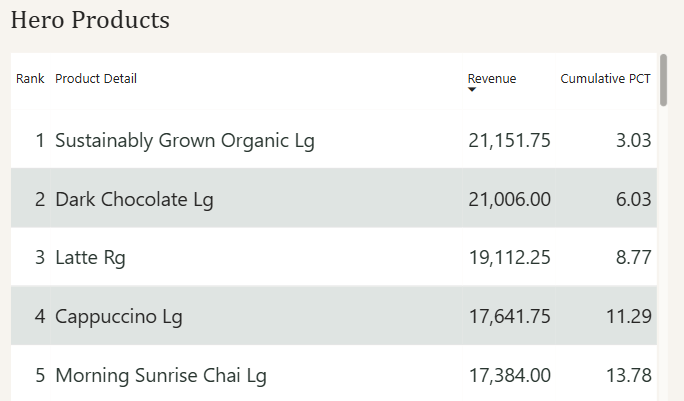 Hero Products
Rank Product Detail Revenue Cumulative PCT
1 Sustainably Grown Organic Lg 21,151.75 3.03
2 Dark Chocolate Lg 21,006.00 6.03
3 Latte Rg 19,112.25 8.77
4 Cappuccino Lg 17,641.75 11.29
5 Morning Sunrise Chai Lg 17,384.00 13.78